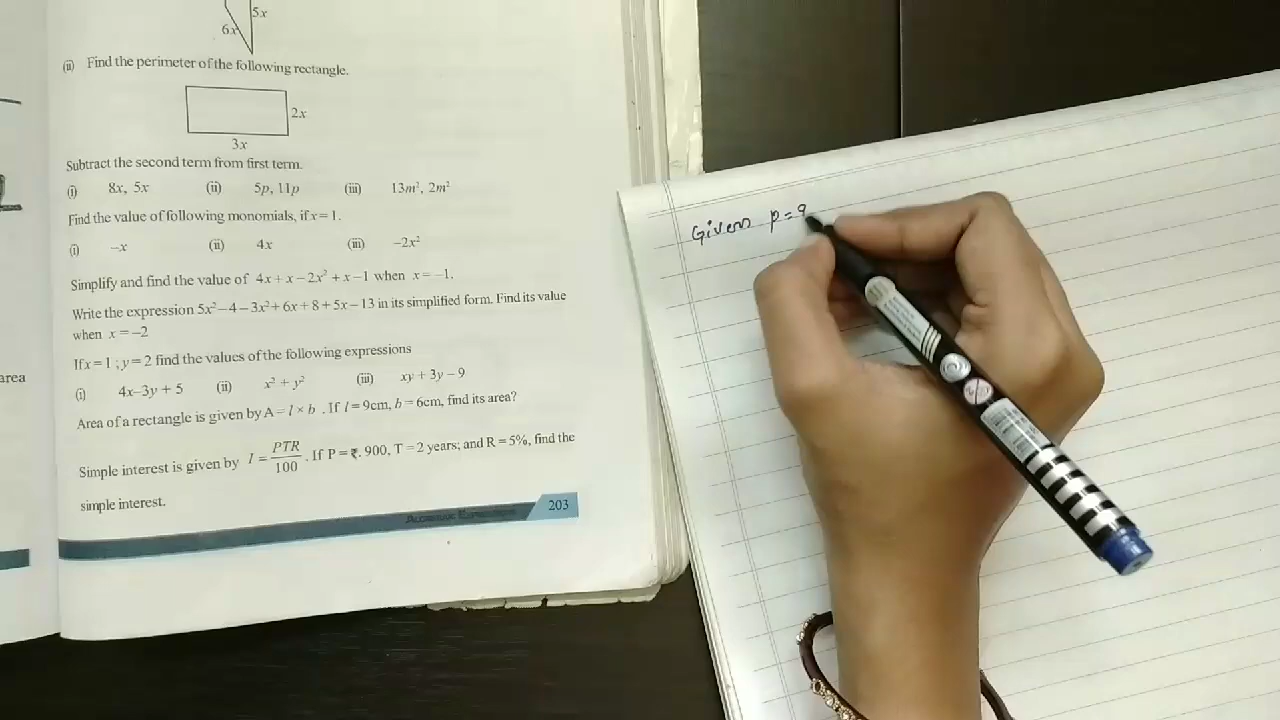 5x
6x
(ii) Find the perimeter of the following rectangle.
2x
3x
Subtract the second term from first term.
(i) 8x, 5x (ii) 5p, 11p (iii) 13m², 2m²
Find the value of following monomials, if x = 1.
(i) –x (ii) 4x (iii) –2x²
Simplify and find the value of 4x + x – 2x² + x – 1 when x = –1.
Write the expression 5x² – 4 – 3x² + 6x + 8 + 5x – 13 in its simplified form. Find its value
when x = –2
If x = 1 ; y = 2 find the values of the following expressions
(i) 4x – 3y + 5 (ii) x² + y² (iii) xy + 3y – 9
Area of a rectangle is given by A = l × b . If l = 9cm, b = 6cm, find its area?
Simple interest is given by I = PTR/100 . If P = ₹. 900, T = 2 years; and R = 5%, find the
simple interest.
203
area
Given p = 9